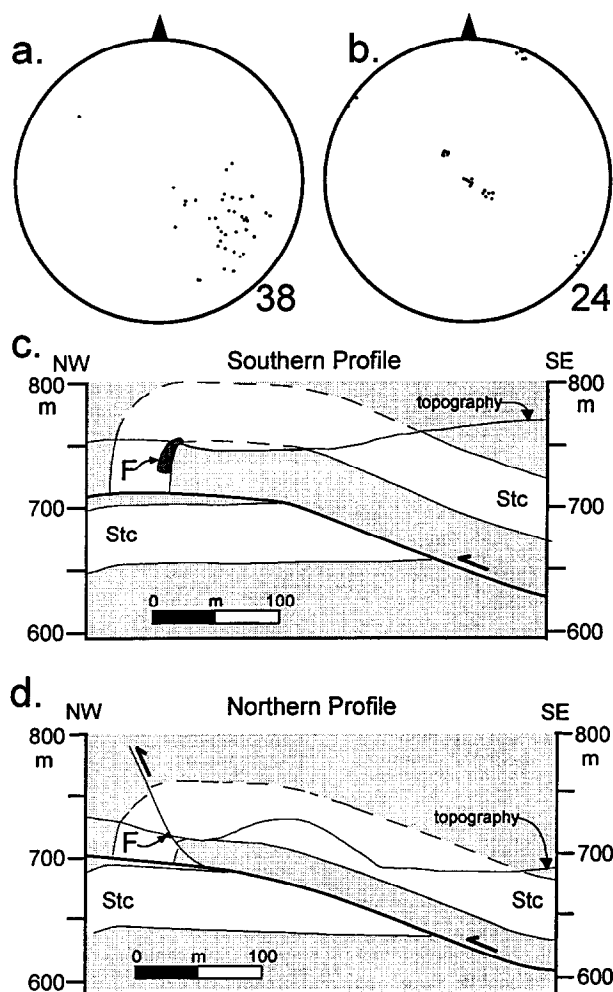 a. b.
38 24
c.
NW Southern Profile SE
800 800
m m
topography
F
700 Stc 700
Stc
0 m 100
600 600
d.
NW Northern Profile SE
800 800
m m
topography
F
700 700
Stc Stc
0 m 100
600 600